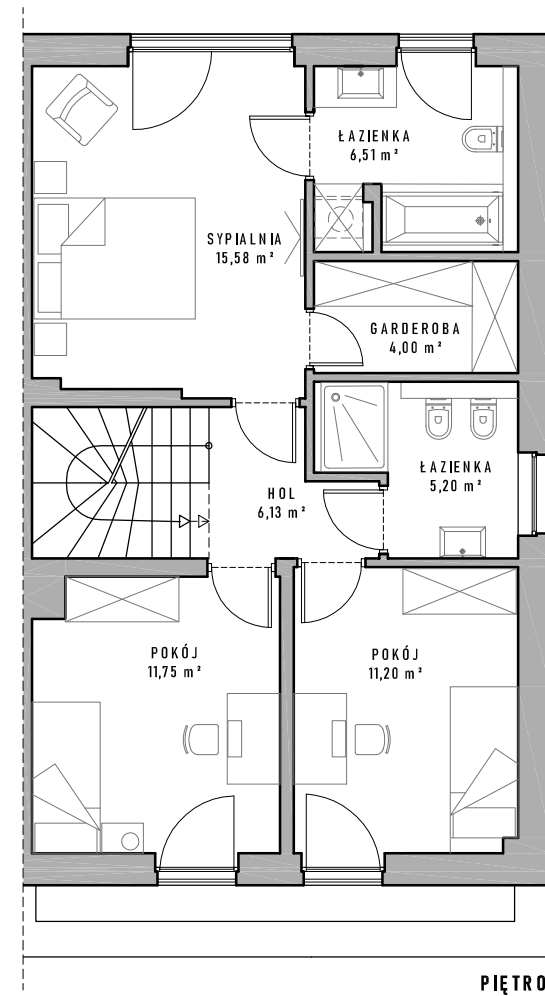 ŁAZIENKA
6,51 m²
SYPIALNIA
15,58 m²
GARDEROBA
4,00 m²
ŁAZIENKA
5,20 m²
HOL
6,13 m²
POKÓJ
11,75 m²
POKÓJ
11,20 m²
PIĘTRO